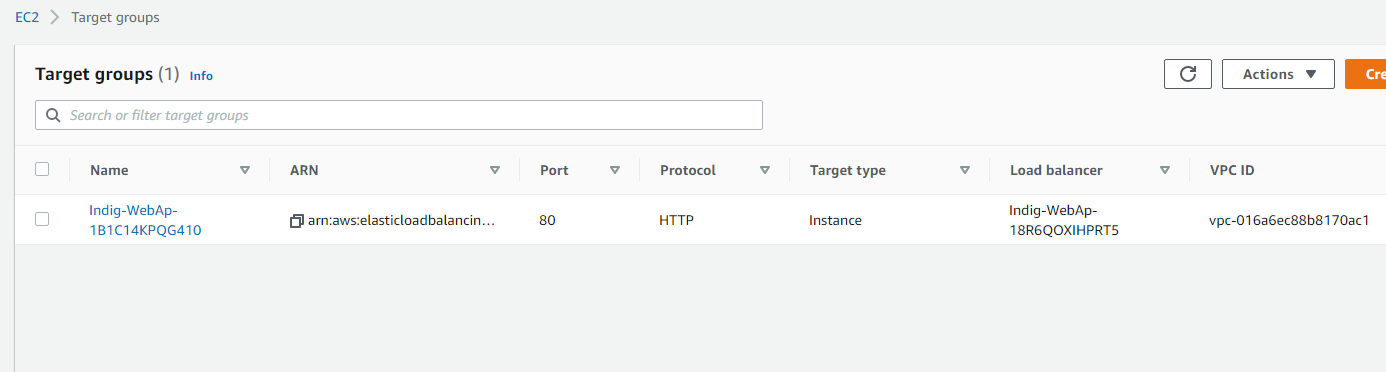 EC2 Target groups
Target groups (1) Info
Actions
Cre
Search or filter target groups
Name ARN Port Protocol Target type Load balancer VPC ID
Indig-WebAp-
1B1C14KPQG410
arn:aws:elasticloadbalancin...
80
HTTP
Instance
Indig-WebAp-
18R6QOXIHPRT5
vpc-016a6ec88b8170ac1